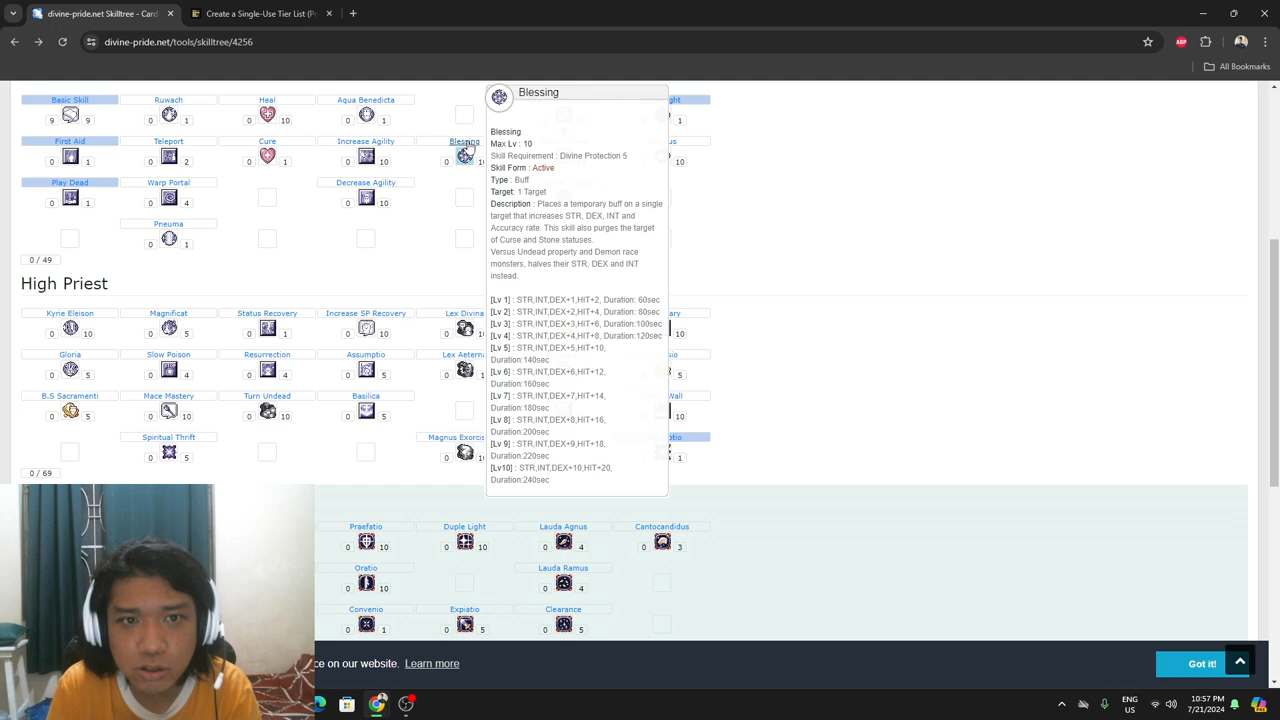 divine-pride.net - Skilltree - Card
Create a Single-Use Tier List (P
divine-pride.net/tools/skilltree/4256
All Bookmarks
Basic Skill Ruwach Heal Aqua Benedicta
9 9 0 1 0 10 0 1
First Aid Teleport Cure Increase Agility Blessing
0 1 0 2 0 1 0 10 0
Play Dead Warp Portal Decrease Agility
0 1 0 4 0 10
Pneuma
0 1
0 / 49
Blessing
Blessing
Max Lv : 10
Skill Requirement : Divine Protection 5
Skill Form : Active
Type : Buff
Target: 1 Target
Description : Places a temporary buff on a single
target that increases STR, DEX, INT and
Accuracy rate. This skill also purges the target
of Curse and Stone statuses.
Versus Undead property and Demon race
monsters, halves their STR, DEX and INT
instead.
[Lv 1] : STR,INT,DEX+1,HIT+2, Duration: 60sec
[Lv 2] : STR,INT,DEX+2,HIT+4, Duration: 80sec
[Lv 3] : STR,INT,DEX+3,HIT+6, Duration:100sec
[Lv 4] : STR,INT,DEX+4,HIT+8, Duration:120sec
[Lv 5] : STR,INT,DEX+5,HIT+10,
Duration:140sec
[Lv 6] : STR,INT,DEX+6,HIT+12,
Duration:160sec
[Lv 7] : STR,INT,DEX+7,HIT+14,
Duration:180sec
[Lv 8] : STR,INT,DEX+8,HIT+16,
Duration:200sec
[Lv 9] : STR,INT,DEX+9,HIT+18,
Duration:220sec
[Lv10] : STR,INT,DEX+10,HIT+20,
Duration:240sec
High Priest
Kyrie Eleison Magnificat Status Recovery Increase SP Recovery Lex Divina
0 10 0 5 0 1 0 10 0 10
Gloria Slow Poison Resurrection Assumptio Lex Aeterna
0 5 0 4 0 4 0 5 0 5
B.S Sacramenti Mace Mastery Turn Undead Basilica Wall
0 5 0 10 0 10 0 5 10
Spiritual Thrift Magnus Exorcis
0 5 0 1
0 / 69
Praefatio Duple Light Lauda Agnus Cantocandidus
0 10 0 10 0 4 0 3
Oratio Lauda Ramus
0 10 0 4
Convenio Expiatio Clearance
0 1 0 5 0 5
ce on our website. Learn more
Got it!
ENG
US
10:57 PM
7/21/2024